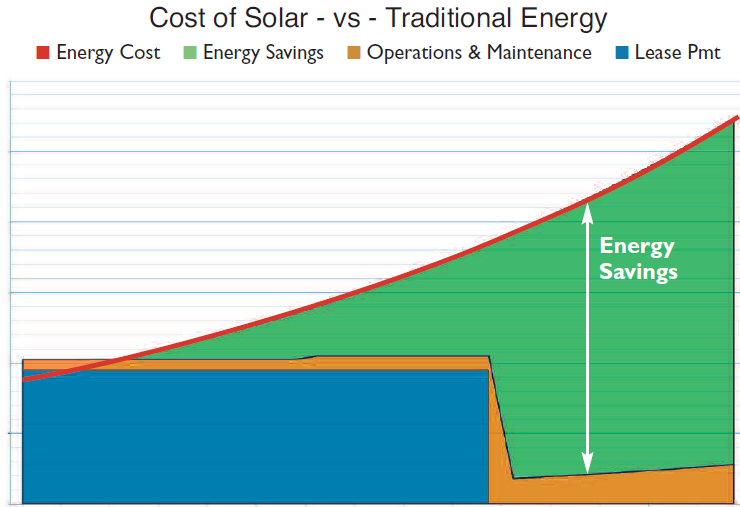 Cost of Solar - vs - Traditional Energy
Energy Cost Energy Savings Operations & Maintenance Lease Pmt
Energy
Savings